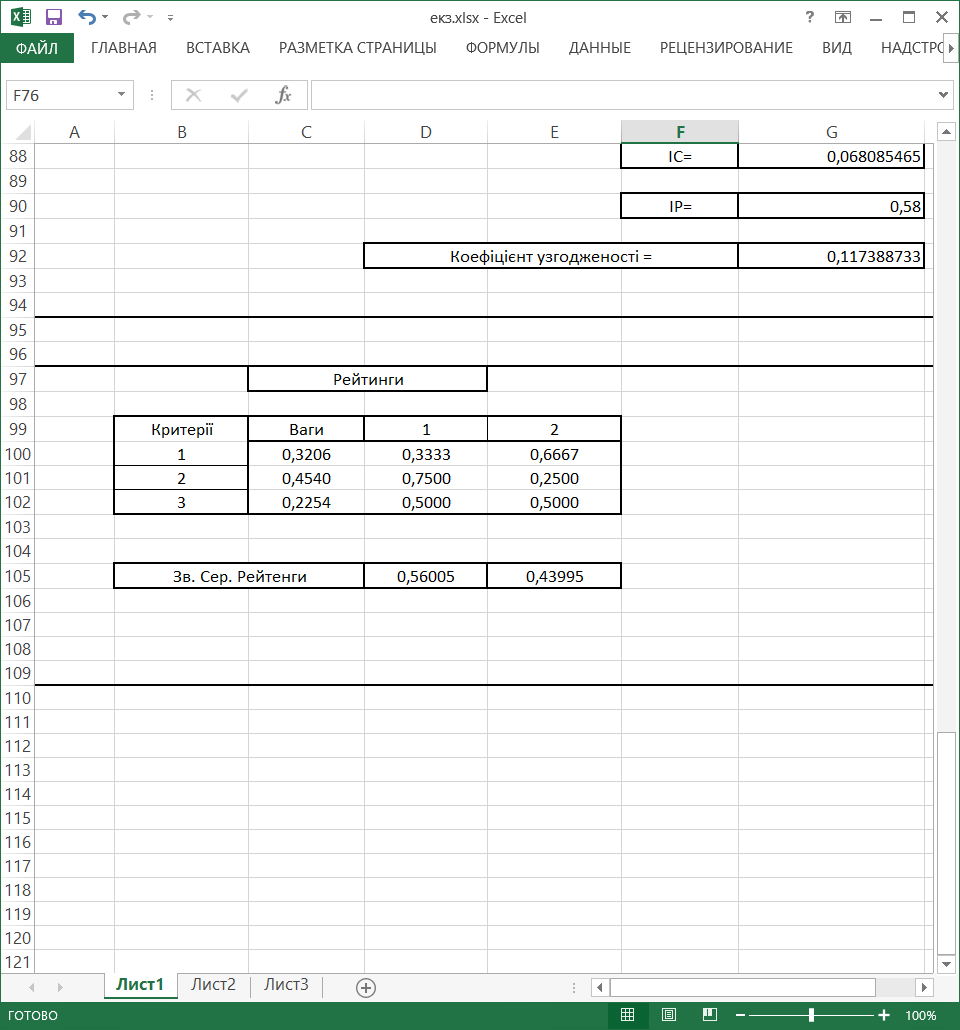 екз.xlsx - Excel
?
ФАЙЛ ГЛАВНАЯ ВСТАВКА РАЗМЕТКА СТРАНИЦЫ ФОРМУЛЫ ДАННЫЕ РЕЦЕНЗИРОВАНИЕ ВИД НАДСТРО
F76 fx
A B C D E F G
88 ІС= 0,068085465
89
90 ІР= 0,58
91
92 Коефіцієнт узгодженості = 0,117388733
93
94
95
96
97 Рейтинги
98
99 Критерії Ваги 1 2
100 1 0,3206 0,3333 0,6667
101 2 0,4540 0,7500 0,2500
102 3 0,2254 0,5000 0,5000
103
104
105 Зв. Сер. Рейтенги 0,56005 0,43995
106
107
108
109
110
111
112
113
114
115
116
117
118
119
120
121
Лист1 Лист2 Лист3
ГОТОВО 100%